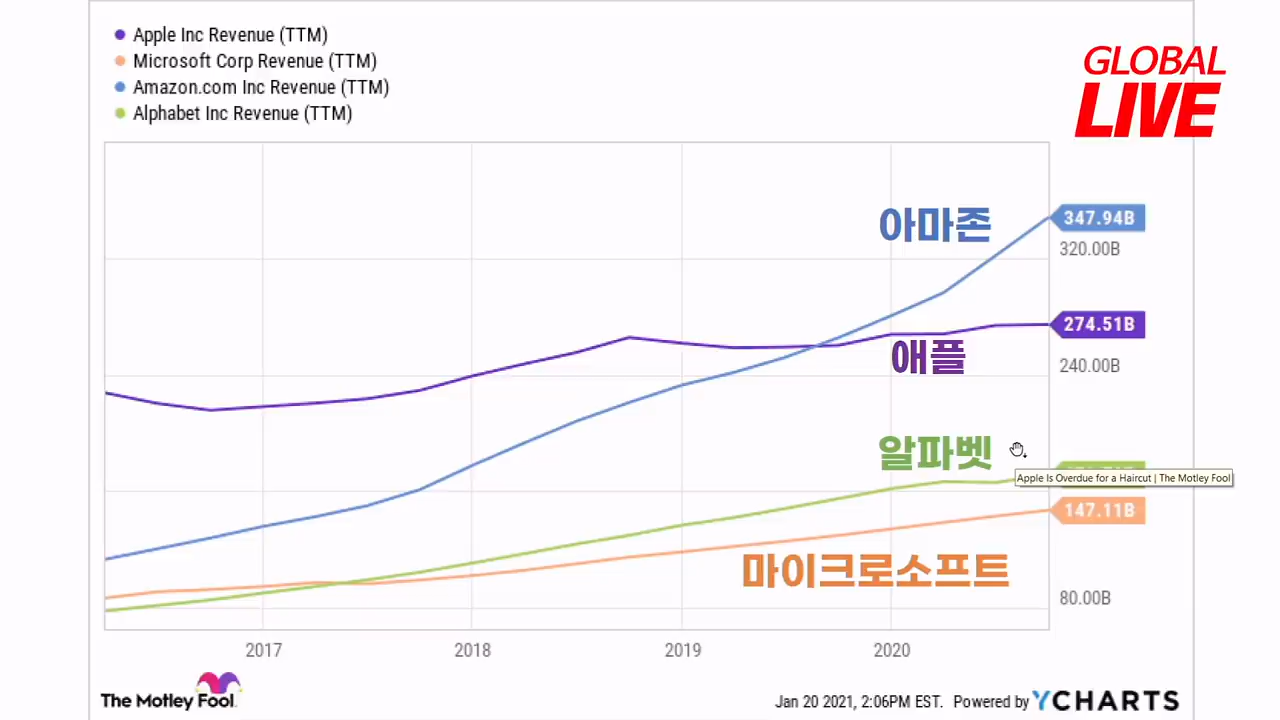 Apple Inc Revenue (TTM)
Microsoft Corp Revenue (TTM)
Amazon.com Inc Revenue (TTM)
Alphabet Inc Revenue (TTM)
GLOBAL
LIVE
아마존
347.94B
320.00B
274.51B
애플
240.00B
알파벳
Apple Is Overdue for a Haircut | The Motley Fool
147.11B
마이크로소프트
80.00B
2017
2018
2019
2020
The Motley Fool
Jan 20 2021, 2:06PM EST. Powered by YCHARTS